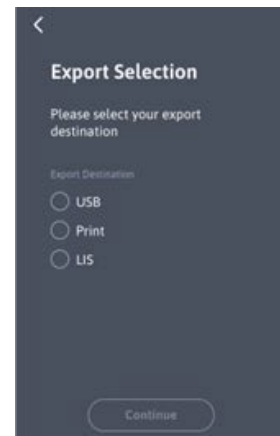 Export Selection
Please select your export
destination
Export Destination
USB
Print
LIS
Continue